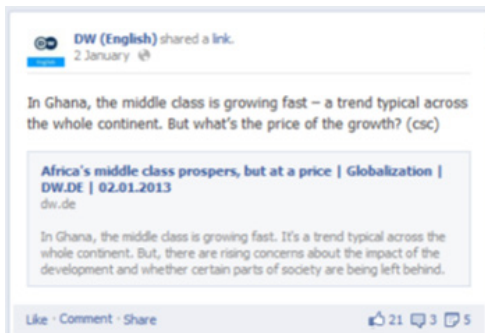 DW (English) shared a link.
2 January
In Ghana, the middle class is growing fast – a trend typical across
the whole continent. But what's the price of the growth? (csc)
Africa's middle class prospers, but at a price | Globalization |
DW.DE | 02.01.2013
dw.de
In Ghana, the middle class is growing fast. It's a trend typical across the
whole continent. But, there are rising concerns about the impact of the
development and whether certain parts of society are being left behind.
Like · Comment · Share 21 3 5